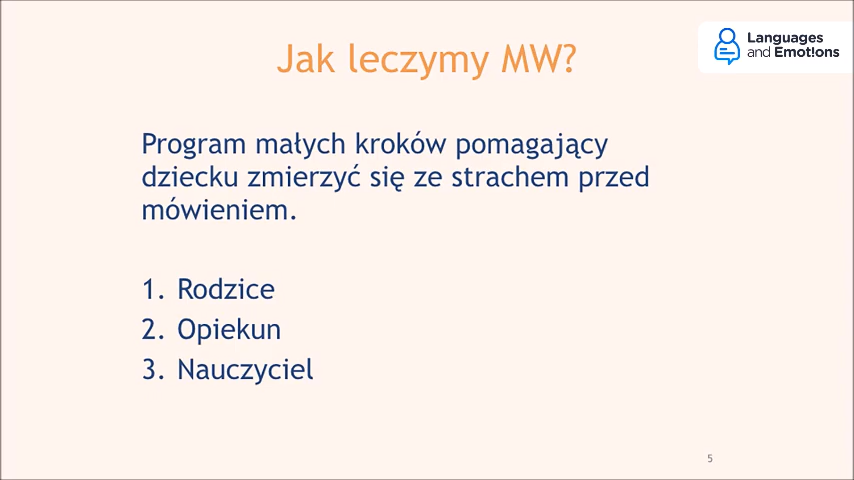 Languages
and Emot!ons
Jak leczymy MW?
Program małych kroków pomagający
dziecku zmierzyć się ze strachem przed
mówieniem.
1. Rodzice
2. Opiekun
3. Nauczyciel
5